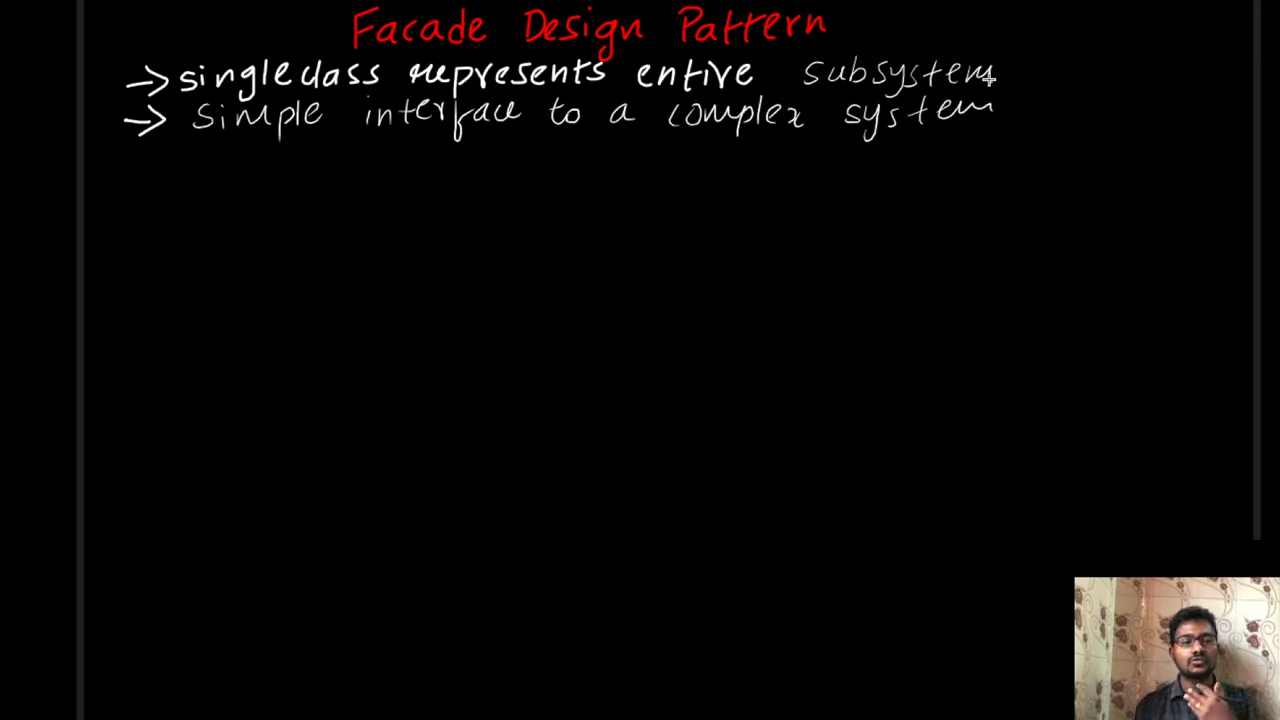 Facade Design Pattern
→ singleclass represents entire subsystem
→ simple interface to a complex system